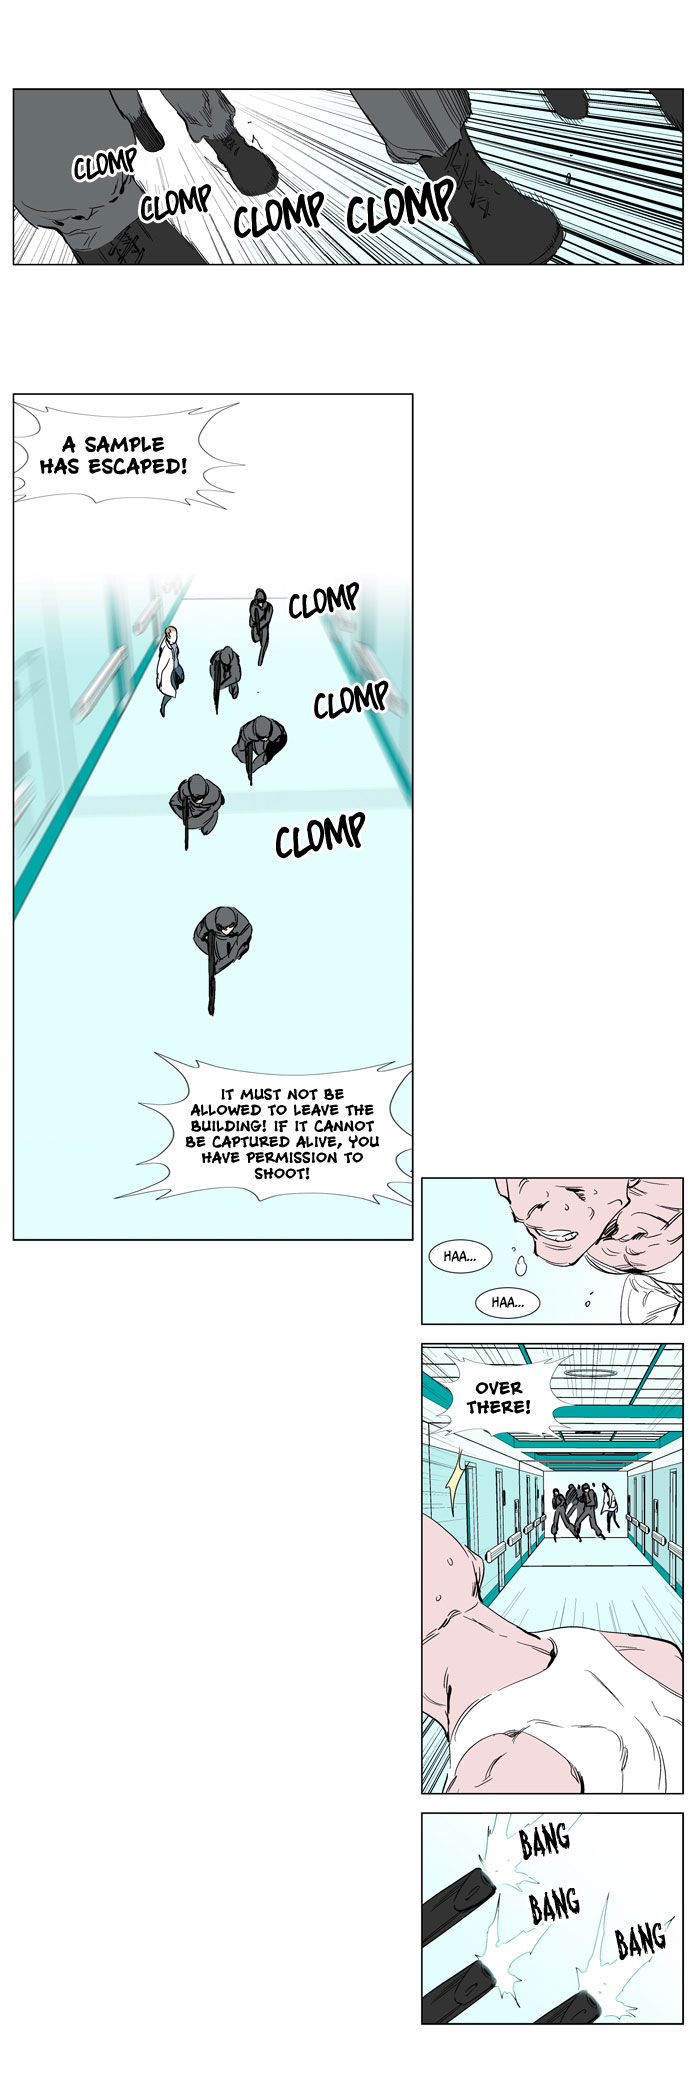 CLOMP
CLOMP
CLOMP
CLOMP
A SAMPLE
HAS ESCAPED!
CLOMP
CLOMP
CLOMP
IT MUST NOT BE
ALLOWED TO LEAVE THE
BUILDING! IF IT CANNOT
BE CAPTURED ALIVE, YOU
HAVE PERMISSION TO
SHOOT!
HAA...
HAA...
OVER
THERE!
BANG
BANG
BANG